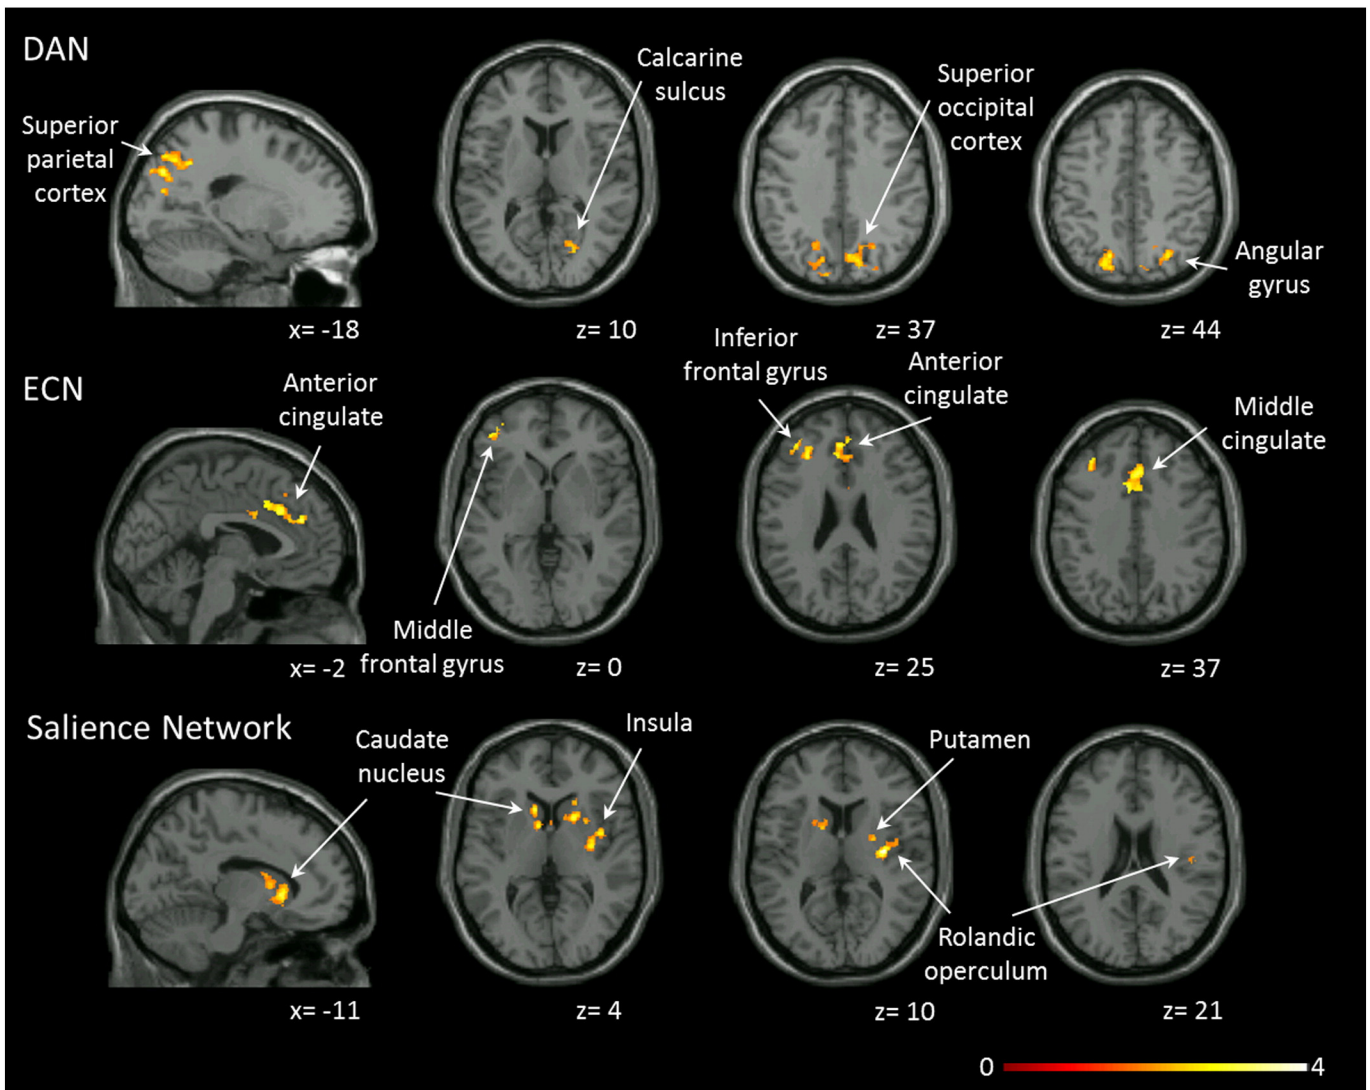 DAN
Superior
parietal
cortex
Calcarine
sulcus
Superior
occipital
cortex
Angular
gyrus
x= -18
z= 10
z= 37
z= 44
ECN
Anterior
cingulate
Middle
frontal gyrus
Inferior
frontal gyrus
Anterior
cingulate
Middle
cingulate
x= -2
z= 0
z= 25
z= 37
Salience Network
Caudate
nucleus
Insula
Putamen
Rolandic
operculum
x= -11
z= 4
z= 10
z= 21
0
4